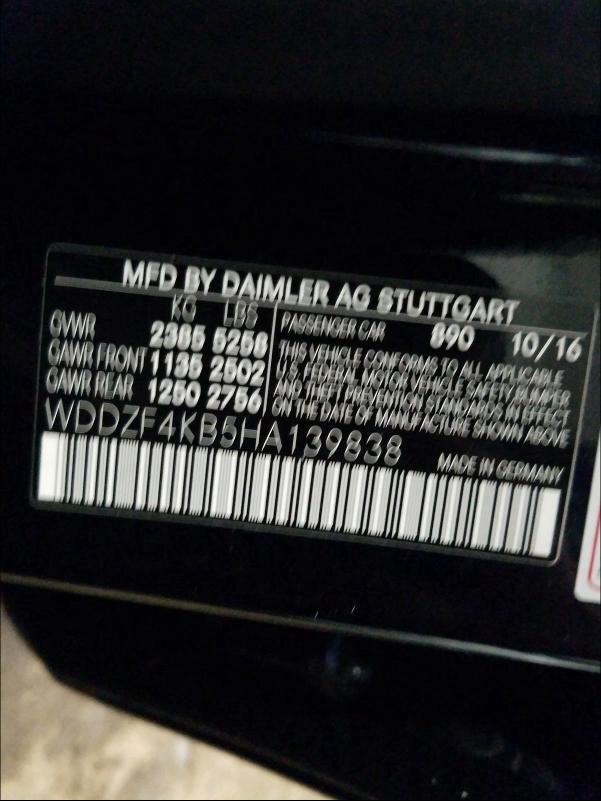 MFD BY DAIMLER AG STUTTGART
KG LBS
GVWR 2385 5258
GAWR FRONT 1135 2502
GAWR REAR 1250 2756
PASSENGER CAR 890 10/16
THIS VEHICLE CONFORMS TO ALL APPLICABLE
U.S. FEDERAL MOTOR VEHICLE SAFETY BUMPER
AND THEFT PREVENTION STANDARDS IN EFFECT
ON THE DATE OF MANUFACTURE SHOWN ABOVE
WDDZF4KB5HA139838
MADE IN GERMANY